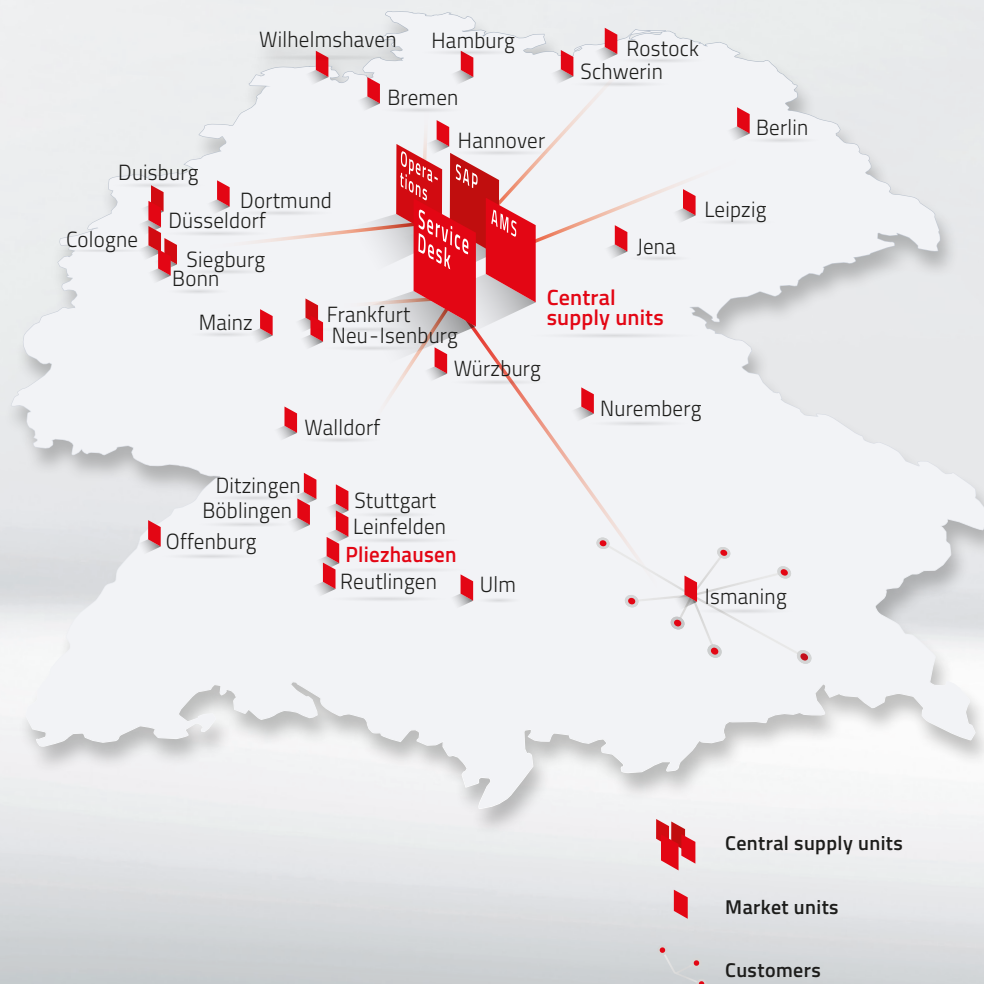 Wilhelmshaven
Hamburg
Rostock
Schwerin
Bremen
Berlin
Hannover
Opera-
tions
SAP
Duisburg
Dortmund
Düsseldorf
AMS
Leipzig
Service
Desk
Cologne
Jena
Siegburg
Bonn
Central
supply units
Mainz
Frankfurt
Neu-Isenburg
Würzburg
Nuremberg
Walldorf
Ditzingen
Stuttgart
Böblingen
Leinfelden
Offenburg
Pliezhausen
Reutlingen
Ulm
Ismaning
Central supply units
Market units
Customers